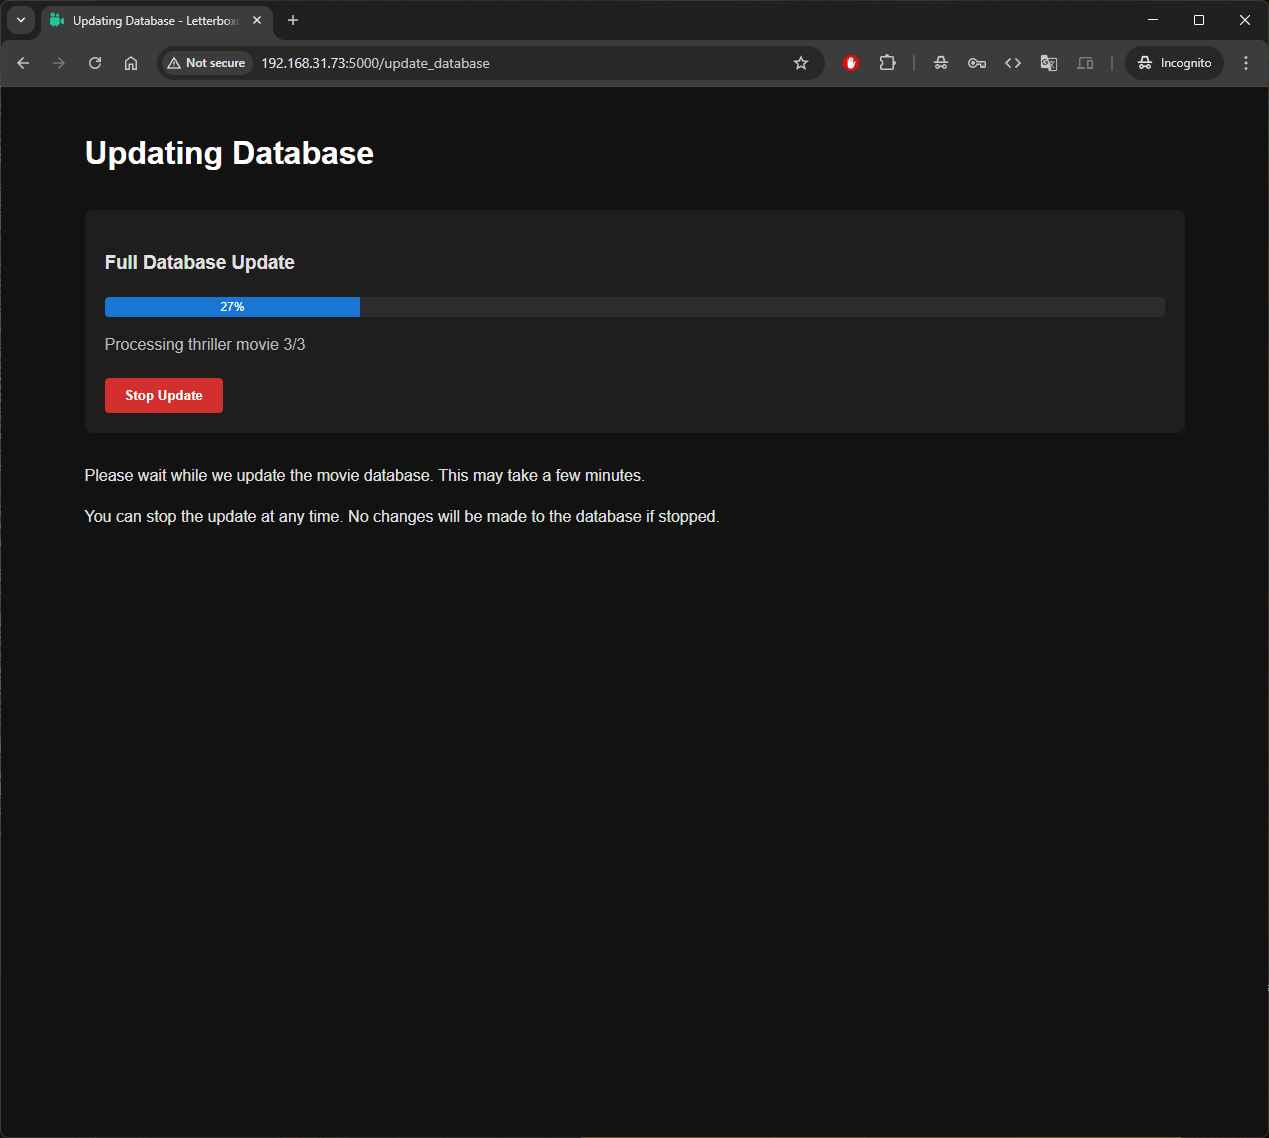 Updating Database - Letterbox
Not secure
192.168.31.73:5000/update_database
Incognito
Updating Database
Full Database Update
27%
Processing thriller movie 3/3
Stop Update
Please wait while we update the movie database. This may take a few minutes.
You can stop the update at any time. No changes will be made to the database if stopped.